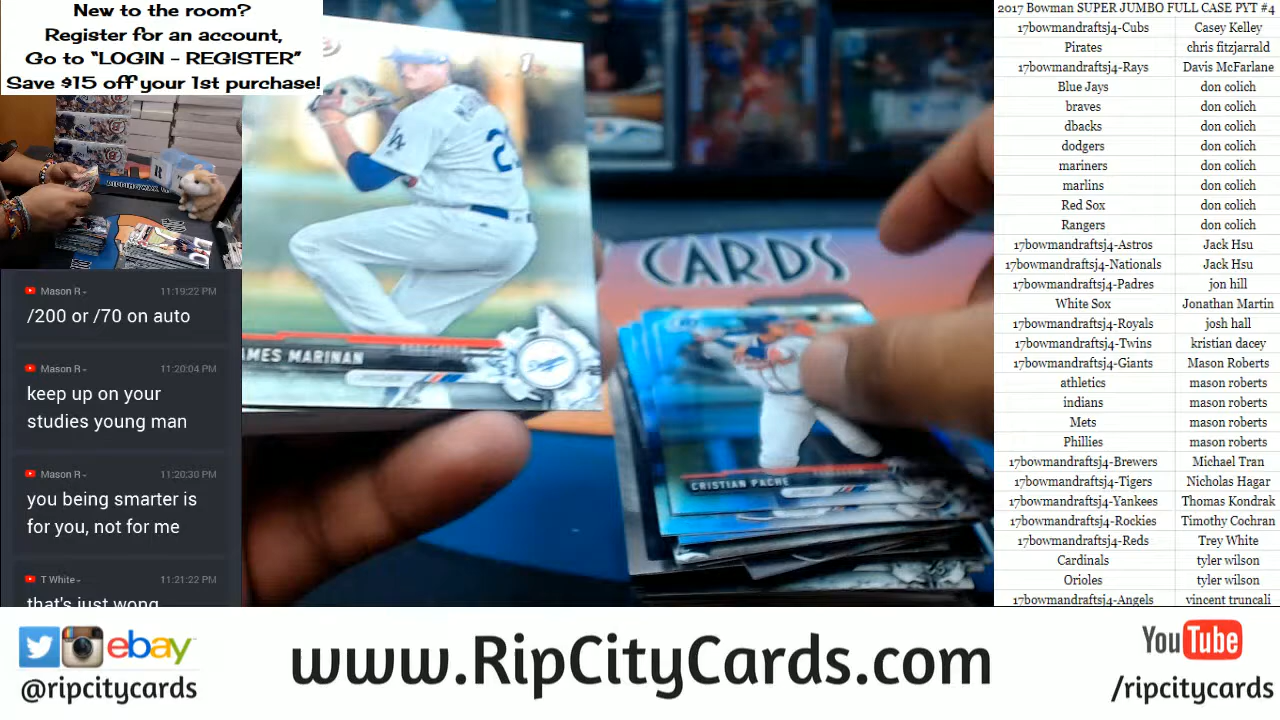 New to the room?
Register for an account,
Go to “LOGIN - REGISTER”
Save $15 off your 1st purchase!
Mason R 11:19:22 PM
/200 or /70 on auto
Mason R 11:20:04 PM
keep up on your
studies young man
Mason R 11:20:30 PM
you being smarter is
for you, not for me
T White 11:21:22 PM
that's just wong
LA
AMES MARINAN
CARDS
CRISTIAN PACHE
2017 Bowman SUPER JUMBO FULL CASE PYT #4
17bowmandraftsj4-Cubs Casey Kelley
Pirates chris fitzjarrald
17bowmandraftsj4-Rays Davis McFarlane
Blue Jays don colich
braves don colich
dbacks don colich
dodgers don colich
mariners don colich
marlins don colich
Red Sox don colich
Rangers don colich
17bowmandraftsj4-Astros Jack Hsu
17bowmandraftsj4-Nationals Jack Hsu
17bowmandraftsj4-Padres jon hill
White Sox Jonathan Martin
17bowmandraftsj4-Royals josh hall
17bowmandraftsj4-Twins kristian dacey
17bowmandraftsj4-Giants Mason Roberts
athletics mason roberts
indians mason roberts
Mets mason roberts
Phillies mason roberts
17bowmandraftsj4-Brewers Michael Tran
17bowmandraftsj4-Tigers Nicholas Hagar
17bowmandraftsj4-Yankees Thomas Kondrak
17bowmandraftsj4-Rockies Timothy Cochran
17bowmandraftsj4-Reds Trey White
Cardinals tyler wilson
Orioles tyler wilson
17bowmandraftsj4-Angels vincent truncali
ebay
@ripcitycards
www.RipCityCards.com
YouTube
/ripcitycards